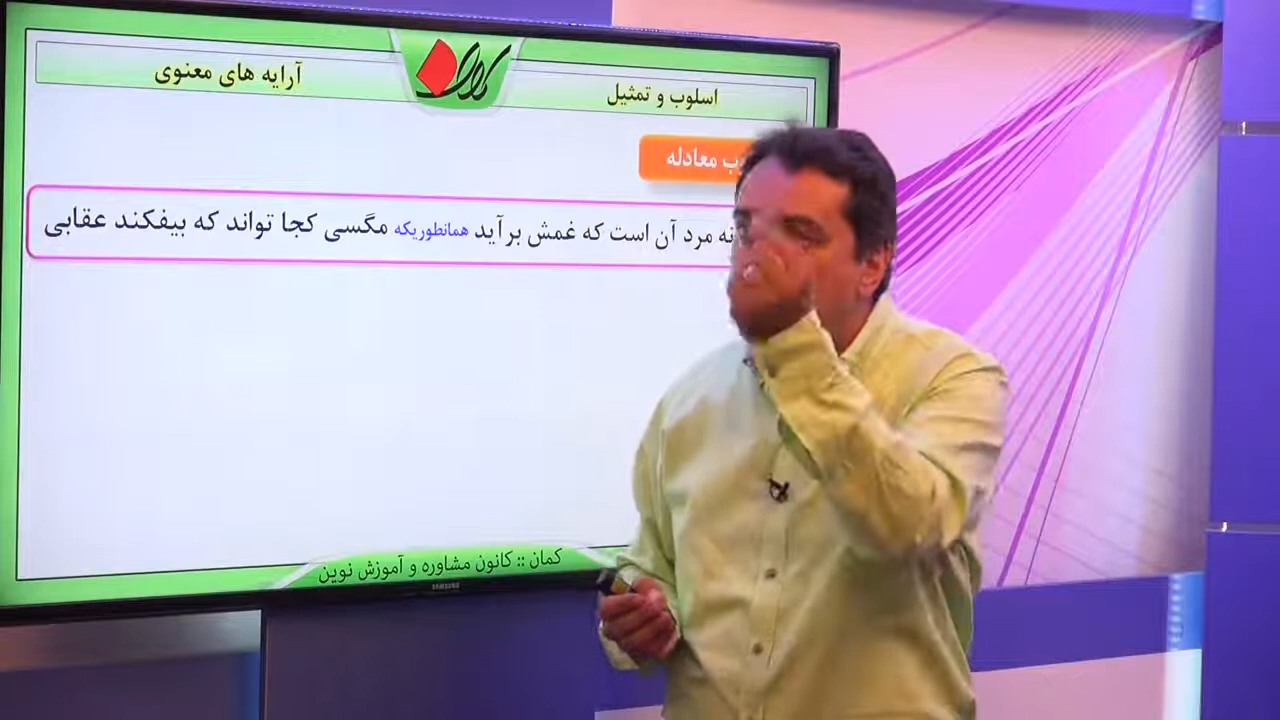 اسلوب و تمثیل
آرایه های معنوی
معادله
نه مرد آن است که غمش برآید همانطوریکه مگسی کجا تواند که بیفکند عقابی
کمان :: کانون مشاوره و آموزش نوین
SAMSUNG